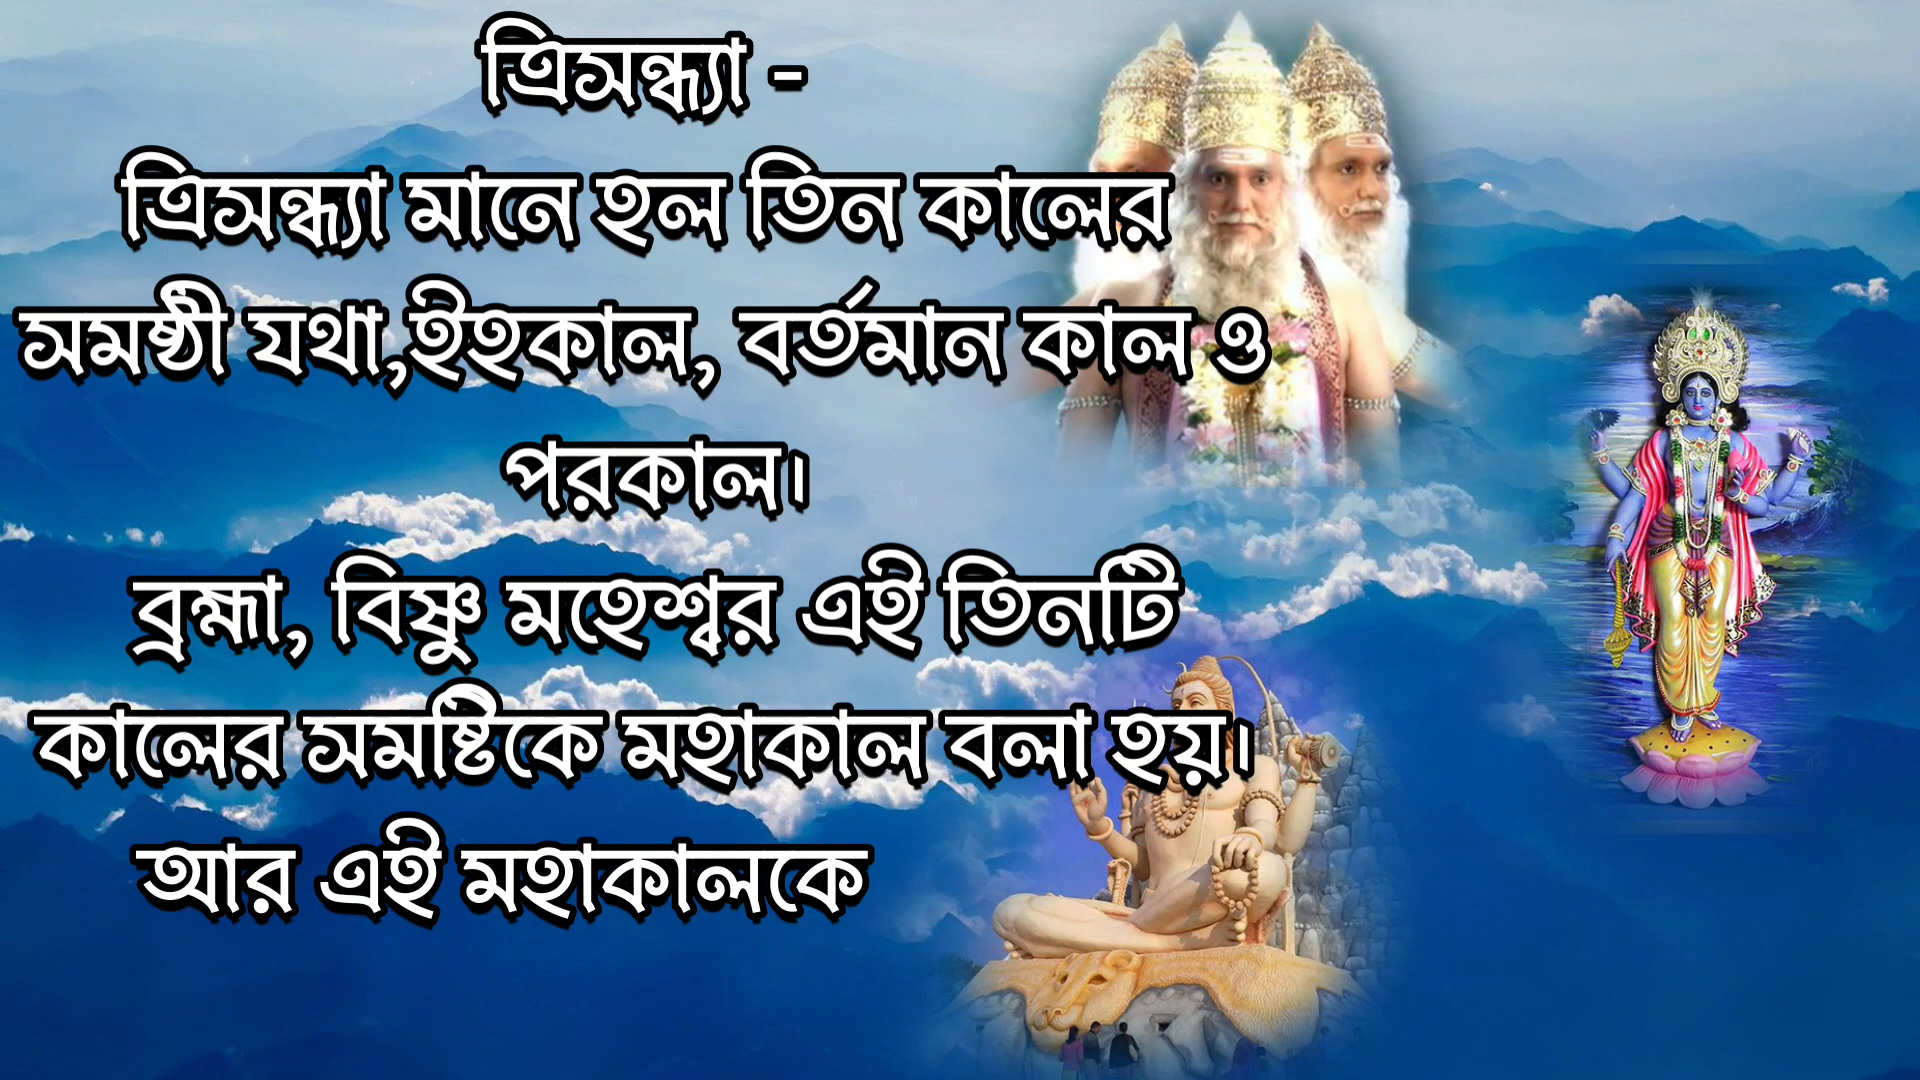 ত্রিসন্ধ্যা -
ত্রিসন্ধ্যা মানে হল তিন কালের
সমষ্ঠী যথা,ইহকাল, বর্তমান কাল ও
পরকাল।
ব্রহ্মা, বিষ্ণু মহেশ্বর এই তিনটি
কালের সমষ্টিকে মহাকাল বলা হয়।
আর এই মহাকালকে